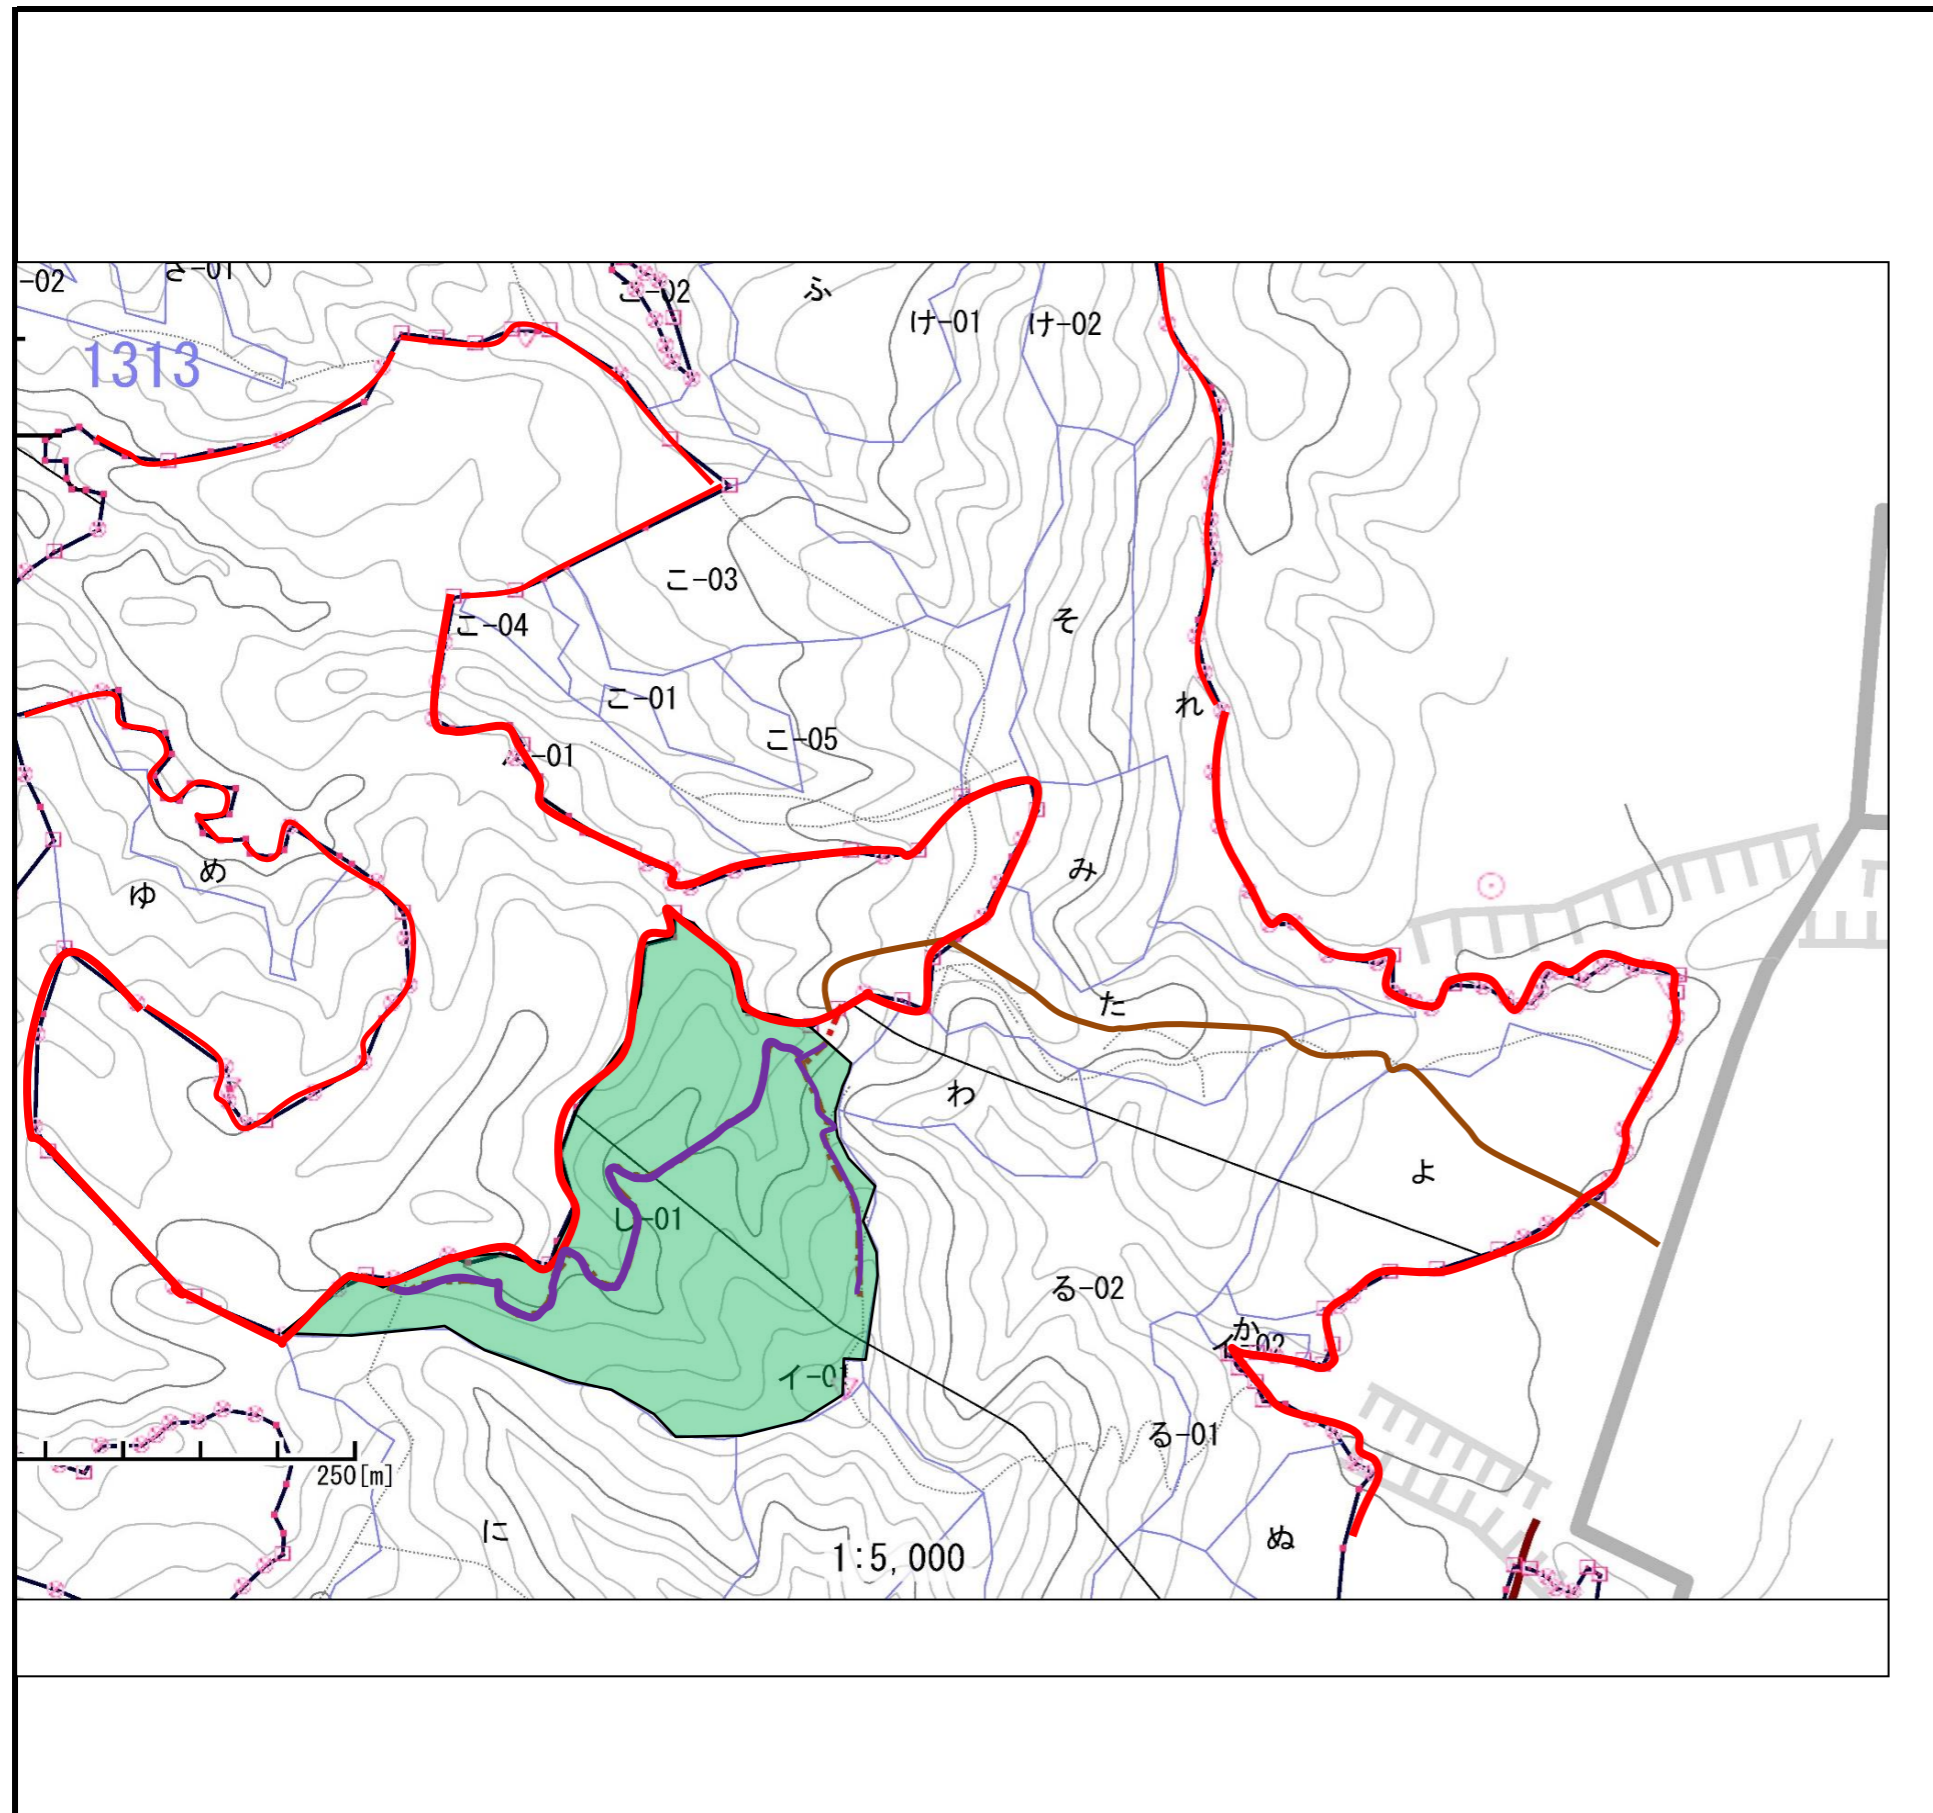 -02
さ-01
こ-02
ふ
け-01
け-02
1313
こ-03
こ-04
そ
こ-01
れ
こ-05
-01
み
め
ゆ
た
わ
よ
し-01
る-02
か
イ-02
イ-01
る-01
250[m]
に
ぬ
1:5,000